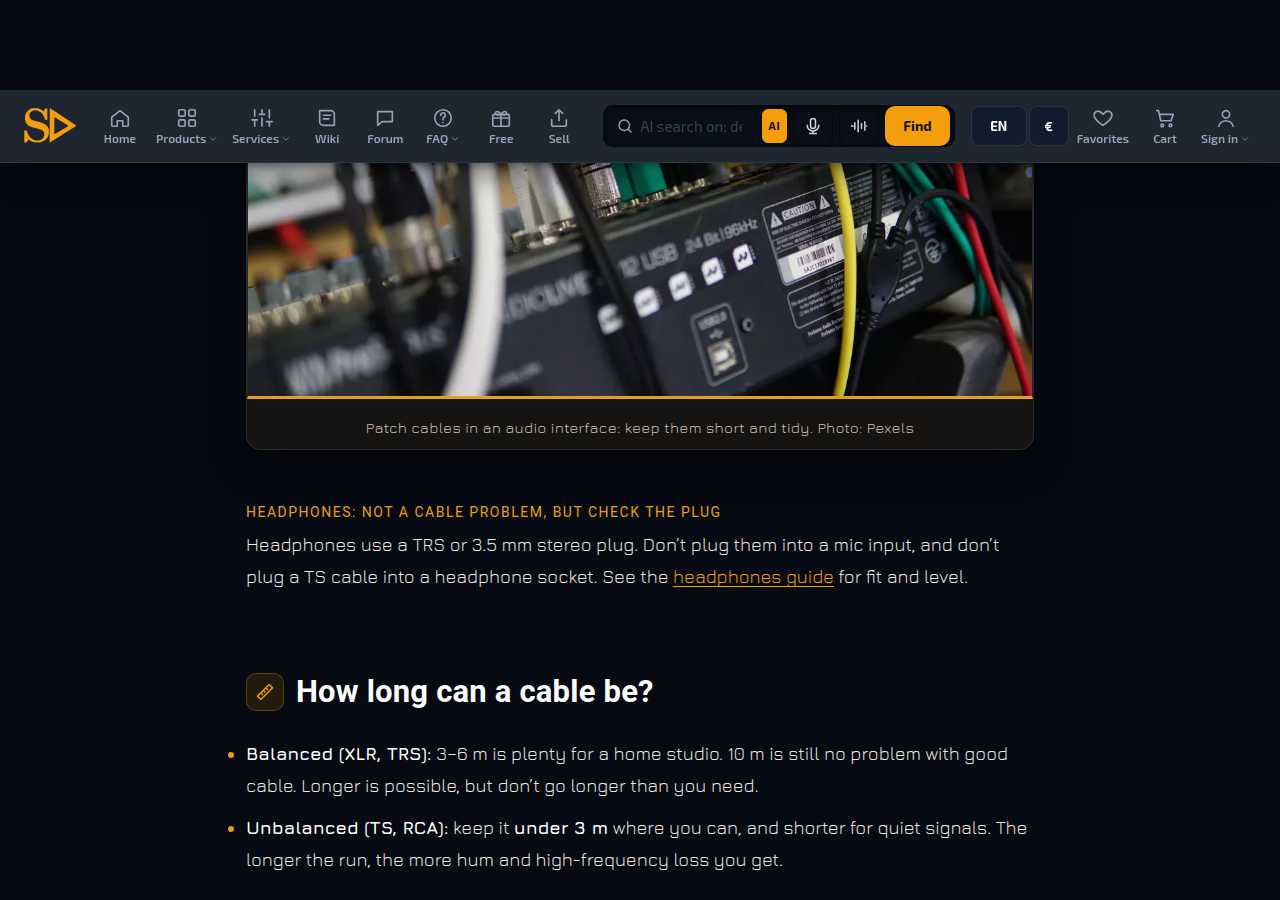 Home Products Services Wiki Forum FAQ Free Sell AI search on: de AI Find EN € Favorites Cart Sign in
12 USB 24 Bit|96kHz
CAUTION
USB2.0
Patch cables in an audio interface: keep them short and tidy. Photo: Pexels
HEADPHONES: NOT A CABLE PROBLEM, BUT CHECK THE PLUG
Headphones use a TRS or 3.5 mm stereo plug. Don’t plug them into a mic input, and don’t
plug a TS cable into a headphone socket. See the headphones guide for fit and level.
How long can a cable be?
Balanced (XLR, TRS): 3–6 m is plenty for a home studio. 10 m is still no problem with good
cable. Longer is possible, but don’t go longer than you need.
Unbalanced (TS, RCA): keep it under 3 m where you can, and shorter for quiet signals. The
longer the run, the more hum and high-frequency loss you get.